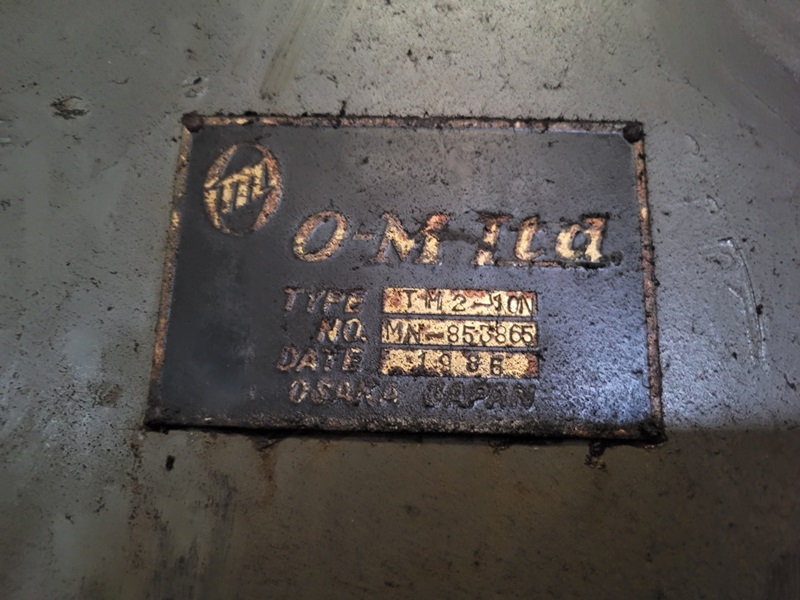 O-M Ltd.
TYPE TM2-10N
NO. MN-853865
DATE 1986
OSAKA JAPAN